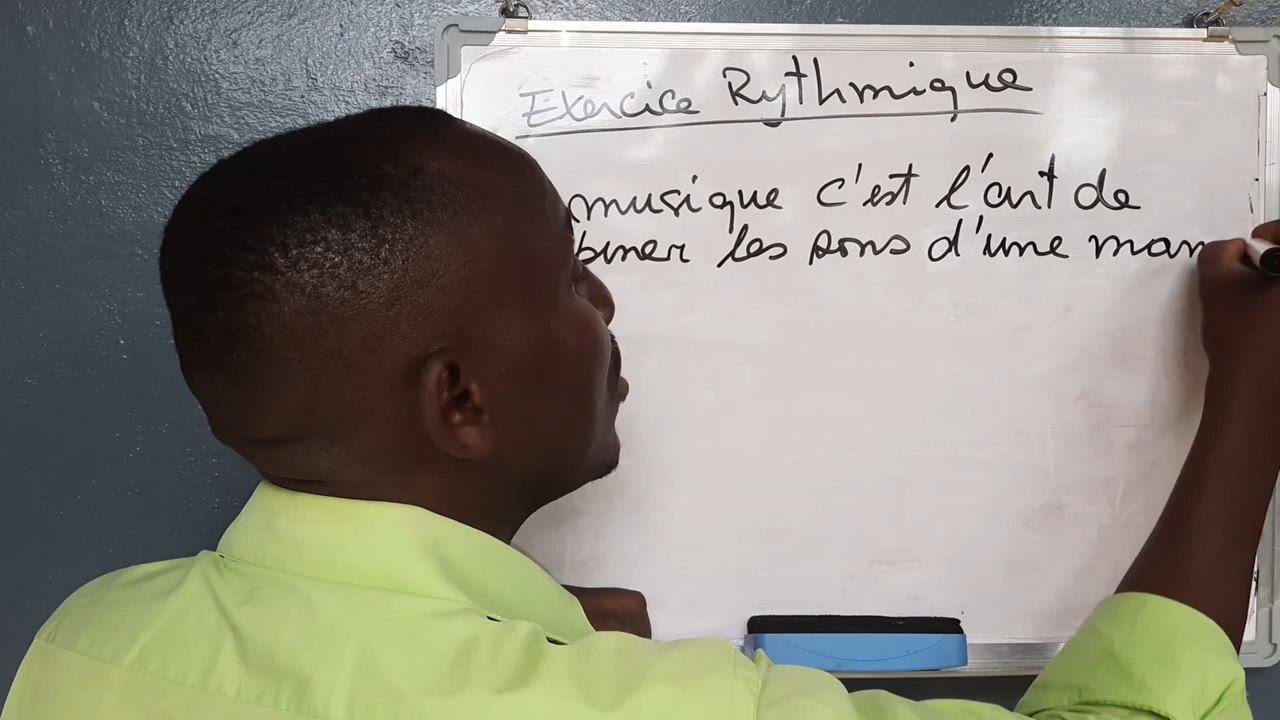 Exercice Rythmique
musique c'est l'art de
biner les sons d'une man